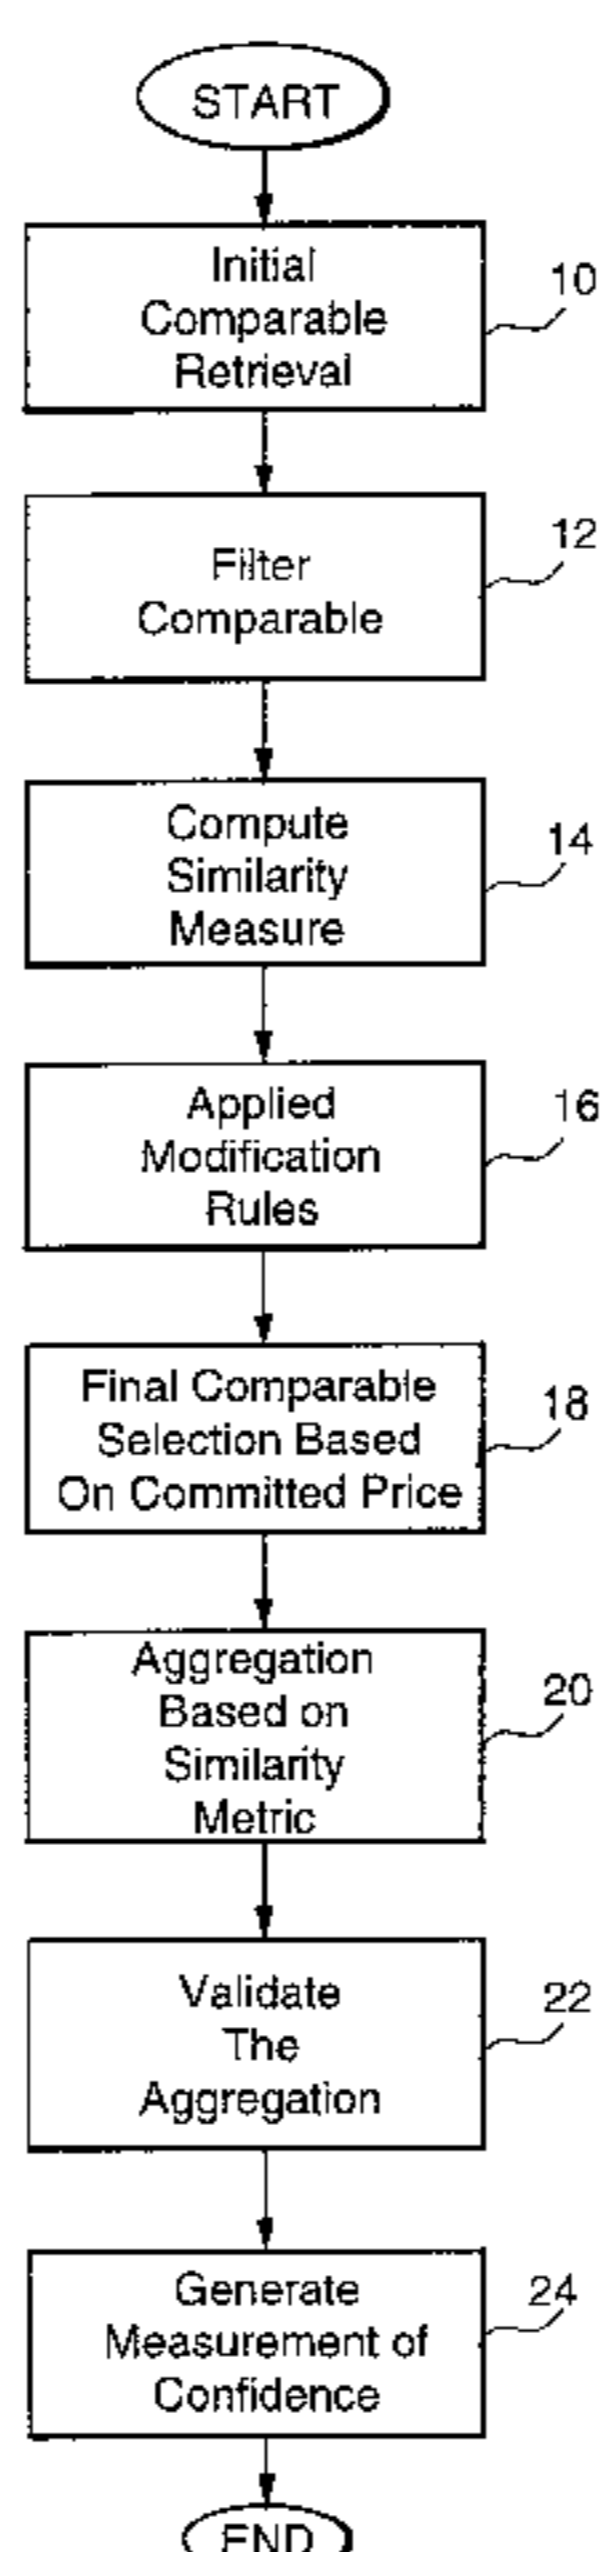 START
Initial
Comparable
Retrieval
10
Filter
Comparable
12
Compute
Similarity
Measure
14
Applied
Modification
Rules
16
Final Comparable
Selection Based
On Committed Price
18
Aggregation
Based on
Similarity
Metric
20
Validate
The
Aggregation
22
Generate
Measurement of
Confidence
24
END